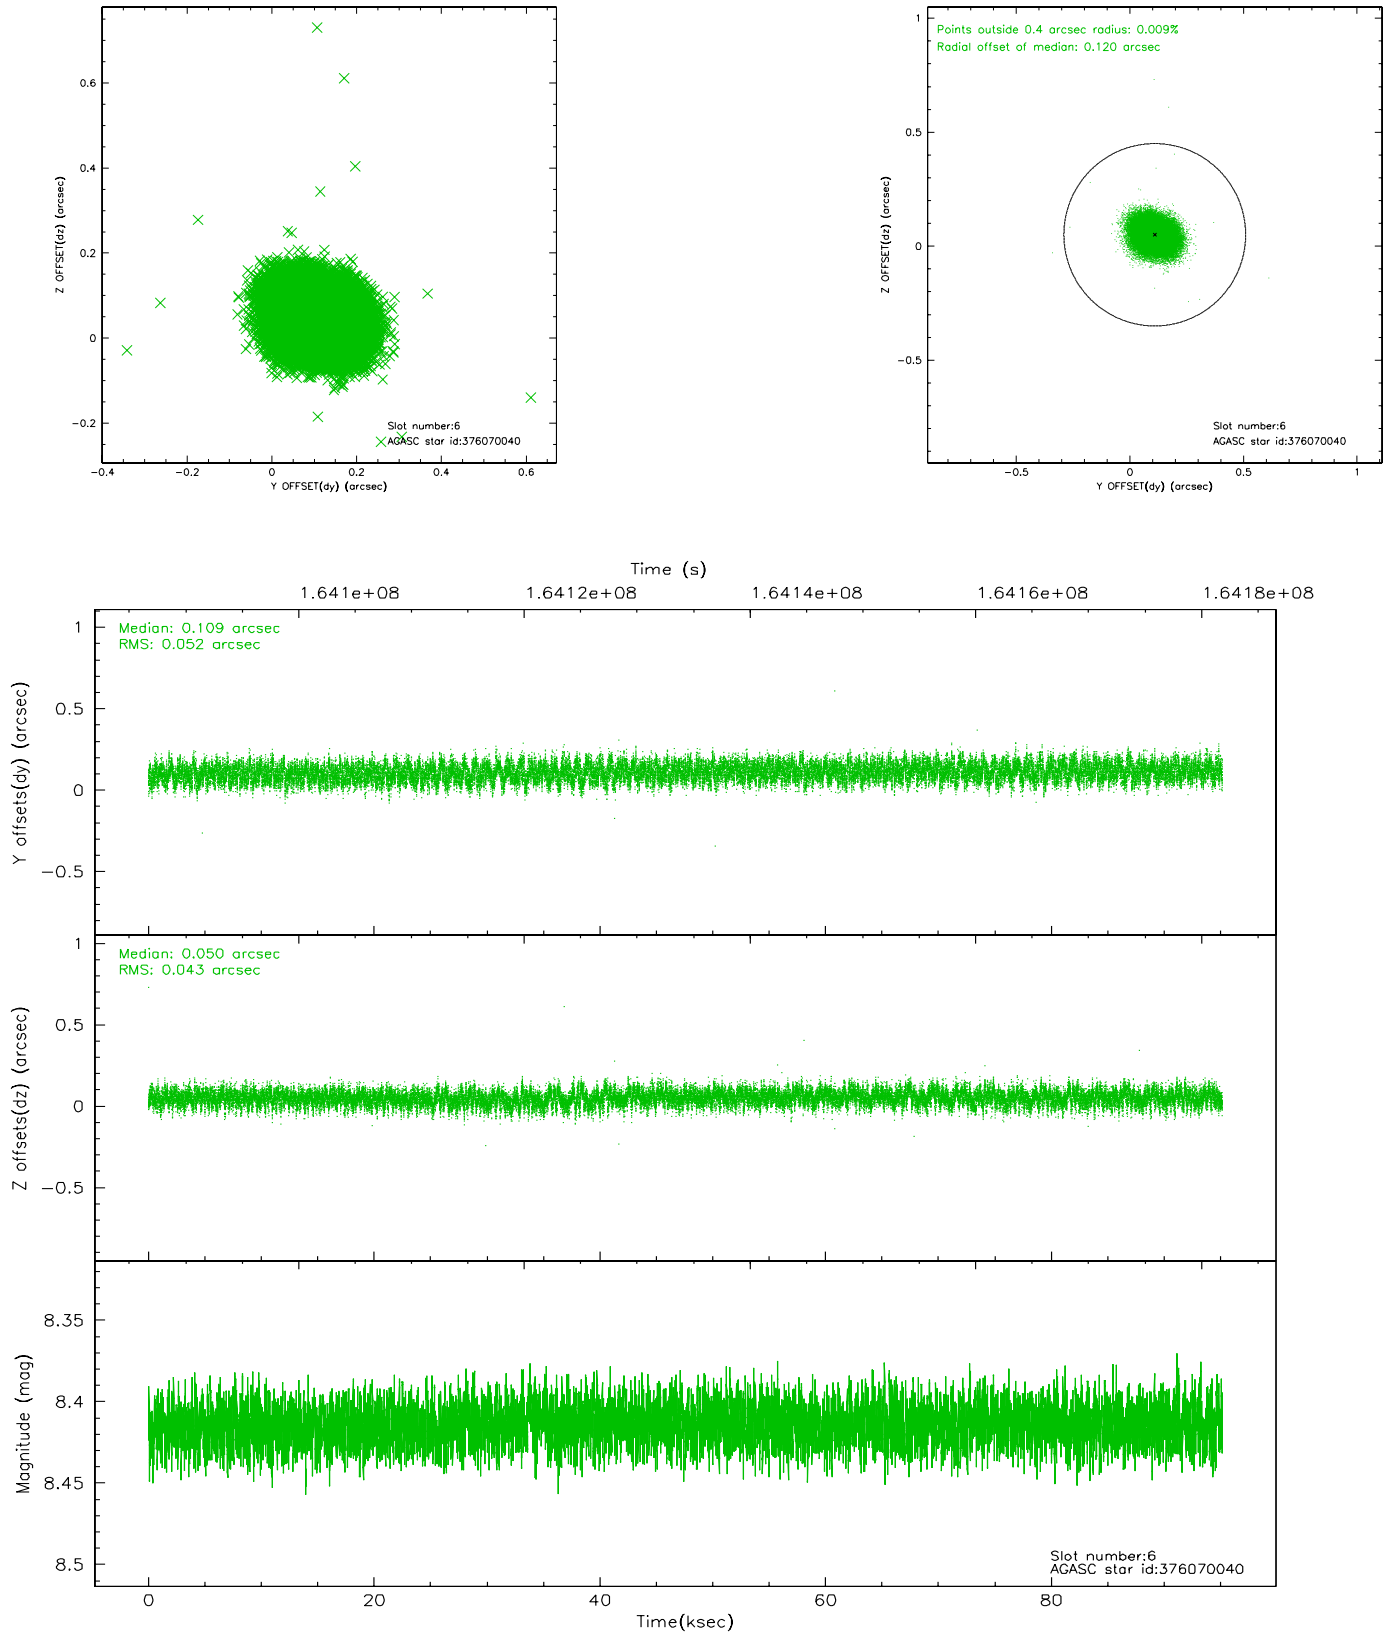 0.6
0.4
0.2
0
-0.2
-0.4
-0.2
0
0.2
0.4
0.6
Z OFFSET(dz) (arcsec)
Y OFFSET(dy) (arcsec)
Slot number:6
AGASC star id:376070040
Points outside 0.4 arcsec radius: 0.009%
Radial offset of median: 0.120 arcsec
1
0.5
0
-0.5
-0.5
0
0.5
1
Z OFFSET(dz) (arcsec)
Y OFFSET(dy) (arcsec)
Slot number:6
AGASC star id:376070040
Time (s)
1.641e+08
1.6412e+08
1.6414e+08
1.6416e+08
1.6418e+08
Median: 0.109 arcsec
RMS: 0.052 arcsec
1
0.5
0
-0.5
Y offsets(dy) (arcsec)
Median: 0.050 arcsec
RMS: 0.043 arcsec
1
0.5
0
-0.5
Z offsets(dz) (arcsec)
8.35
8.4
8.45
8.5
Magnitude (mag)
Slot number:6
AGASC star id:376070040
0
20
40
60
80
Time(ksec)